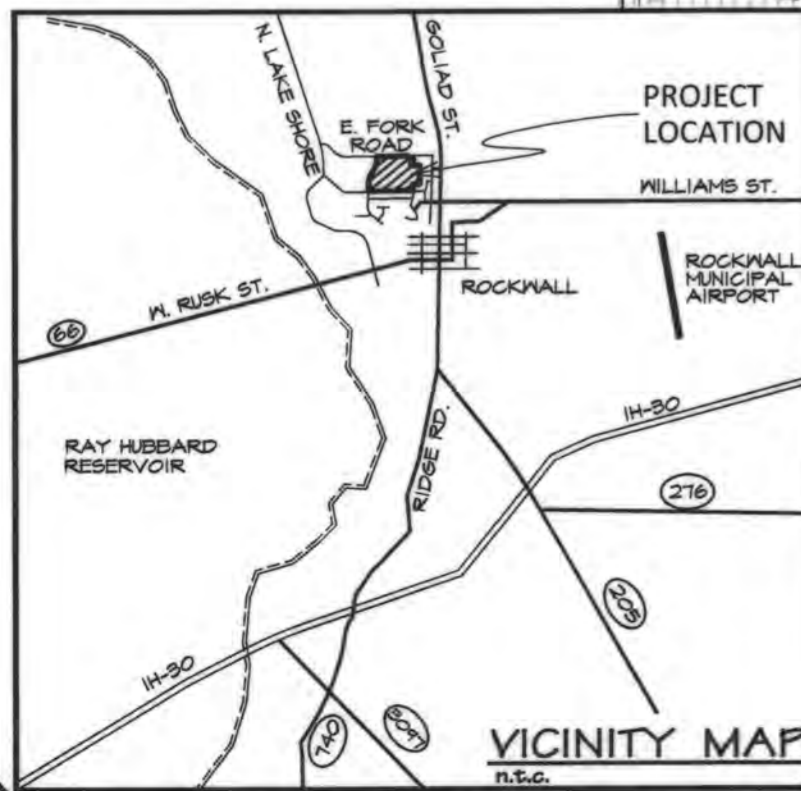 N. LAKE SHORE
GOLIAD ST.
E. FORK
ROAD
PROJECT
LOCATION
WILLIAMS ST.
W. RUSK ST.
ROCKWALL
ROCKWALL
MUNICIPAL
AIRPORT
66
IH-30
RAY HUBBARD
RESERVOIR
RIDGE RD.
276
205
IH-30
740
3097
VICINITY MAP
n.t.c.